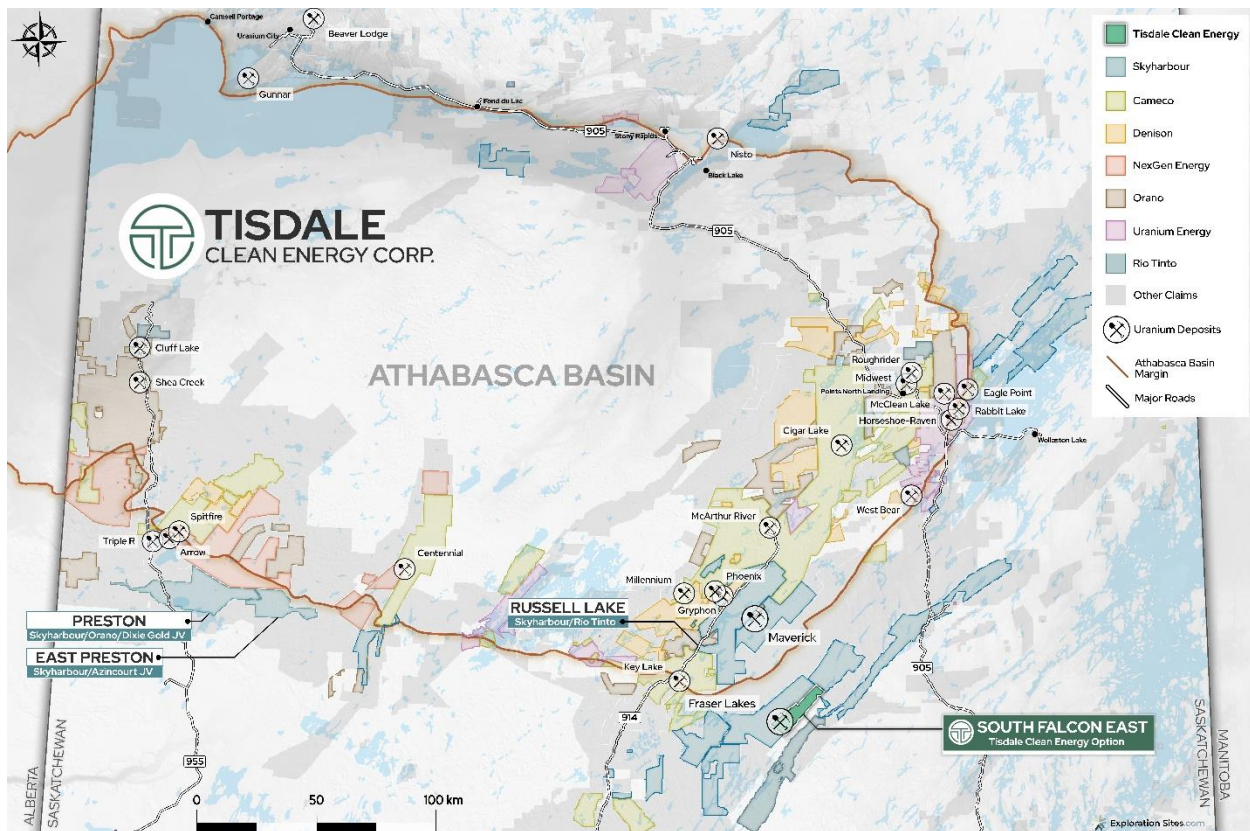 Camsell Portage
Uranium City
Beaver Lodge
Gunnar
Fond du Lac
905
Stony Rapids
Nisto
Black Lake
905
TISDALE
CLEAN ENERGY CORP.
ATHABASCA BASIN
Cluff Lake
Shea Creek
Roughrider
Midwest
Points North Landing
McClean Lake
Horseshoe-Raven
Eagle Point
Rabbit Lake
Wollaston Lake
Cigar Lake
West Bear
McArthur River
Spitfire
Triple R
Arrow
Centennial
Millennium
Phoenix
Gryphon
Maverick
PRESTON
Skyharbour/Orano/Dixie Gold JV
EAST PRESTON
Skyharbour/Azincourt JV
RUSSELL LAKE
Skyharbour/Rio Tinto
Key Lake
Fraser Lakes
914
905
955
SOUTH FALCON EAST
Tisdale Clean Energy Option
ALBERTA
SASKATCHEWAN
SASKATCHEWAN
MANITOBA
0 50 100 km
Exploration Sites.com
Tisdale Clean Energy
Skyharbour
Cameco
Denison
NexGen Energy
Orano
Uranium Energy
Rio Tinto
Other Claims
Uranium Deposits
Athabasca Basin
Margin
Major Roads